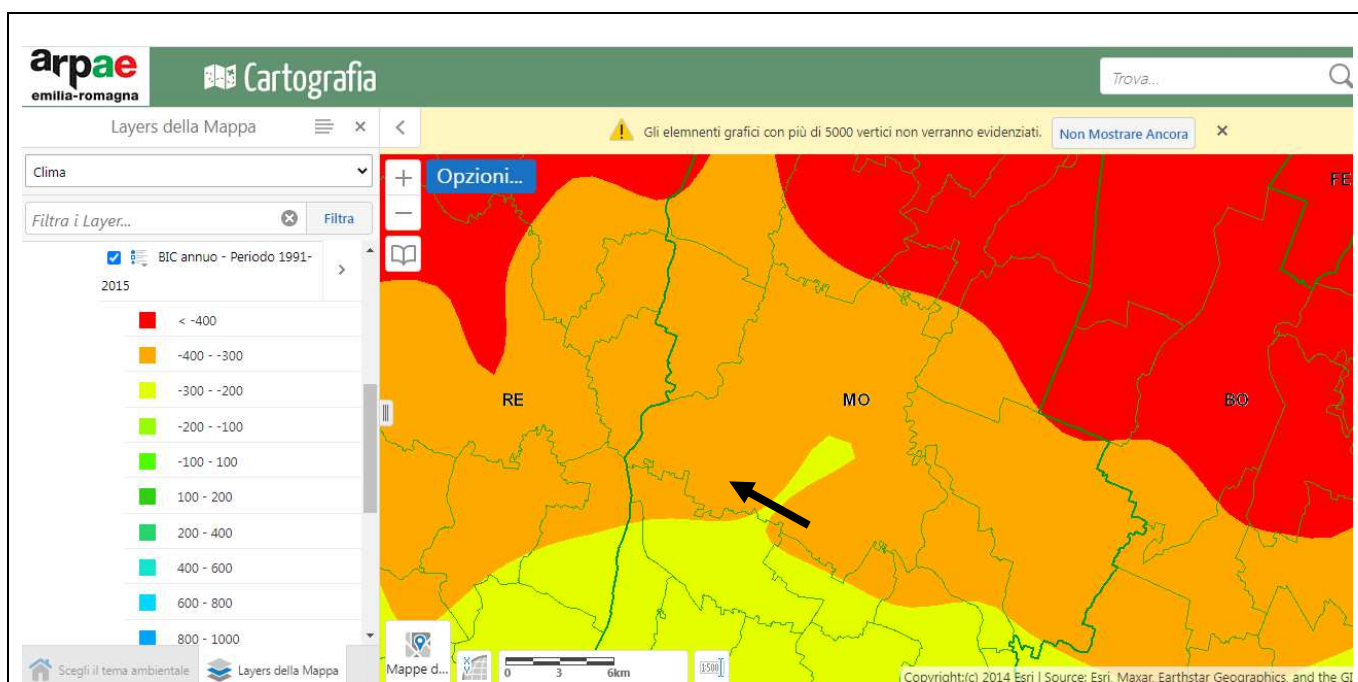 arpae
emilia-romagna
Cartografia
Trova...
Layers della Mappa
Gli elemnenti grafici con più di 5000 vertici non verranno evidenziati.
Non Mostrare Ancora
Clima
Opzioni...
Filtra i Layer...
Filtra
BIC annuo - Periodo 1991-
2015
< -400
-400 - -300
-300 - -200
-200 - -100
-100 - 100
100 - 200
200 - 400
400 - 600
600 - 800
800 - 1000
FE
RE
MO
BO
Scegli il tema ambientale
Layers della Mappa
Mappe d...
0 3 6km
1:500
Copyright:(c) 2014 Esri | Source: Esri, Maxar, Earthstar Geographics, and the GI